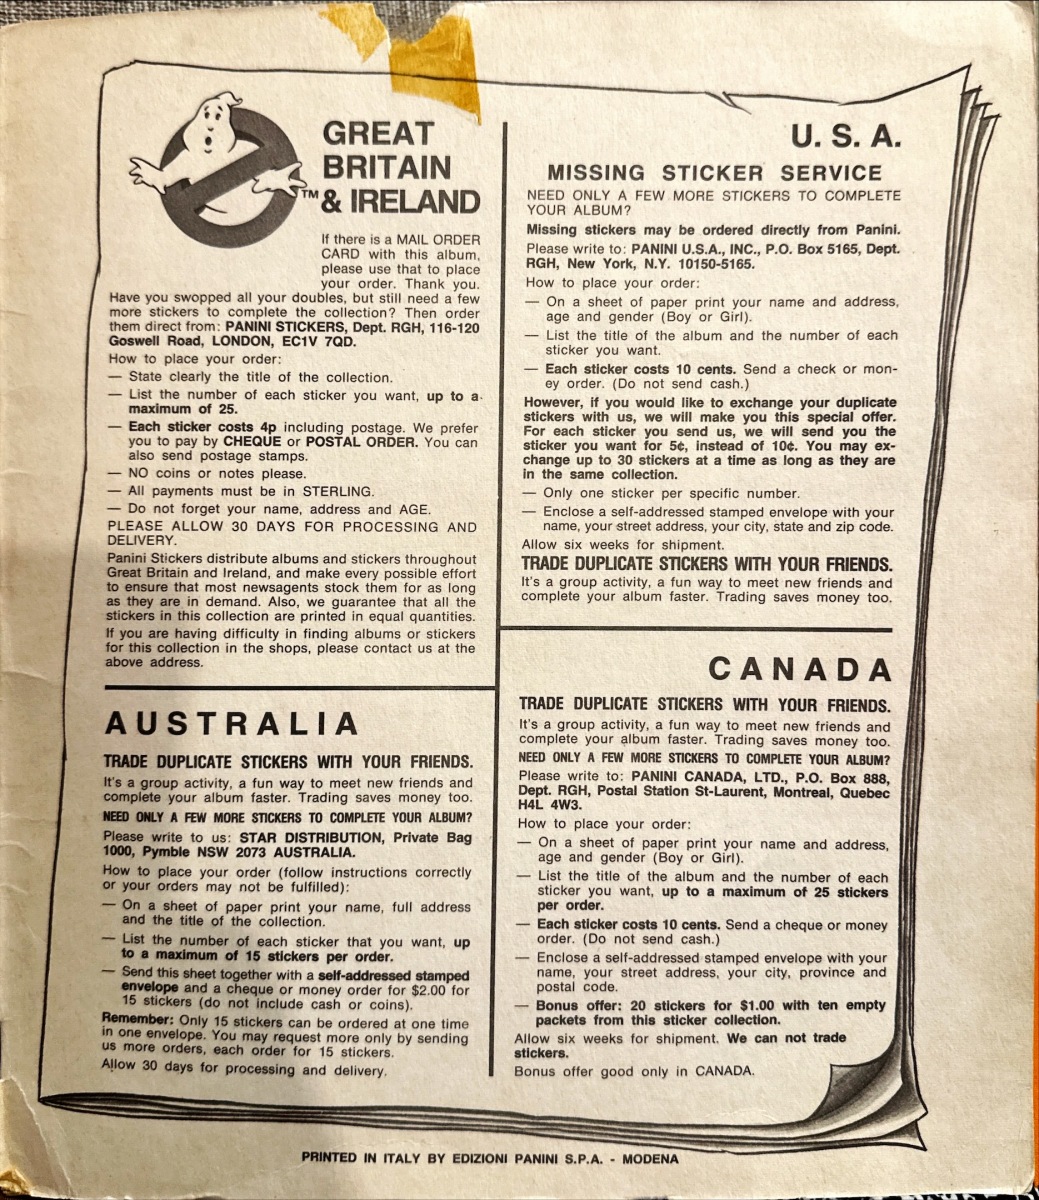 GREAT
BRITAIN
™& IRELAND
If there is a MAIL ORDER
CARD with this album,
please use that to place
your order. Thank you.
Have you swopped all your doubles, but still need a few
more stickers to complete the collection? Then order
them direct from: PANINI STICKERS, Dept. RGH, 116-120
Goswell Road, LONDON, EC1V 7QD.
How to place your order:
— State clearly the title of the collection.
— List the number of each sticker you want, up to a
maximum of 25.
— Each sticker costs 4p including postage. We prefer
you to pay by CHEQUE or POSTAL ORDER. You can
also send postage stamps.
— NO coins or notes please.
— All payments must be in STERLING.
— Do not forget your name, address and AGE.
PLEASE ALLOW 30 DAYS FOR PROCESSING AND
DELIVERY.
Panini Stickers distribute albums and stickers throughout
Great Britain and Ireland, and make every possible effort
to ensure that most newsagents stock them for as long
as they are in demand. Also, we guarantee that all the
stickers in this collection are printed in equal quantities.
If you are having difficulty in finding albums or stickers
for this collection in the shops, please contact us at the
above address.
AUSTRALIA
TRADE DUPLICATE STICKERS WITH YOUR FRIENDS.
It's a group activity, a fun way to meet new friends and
complete your album faster. Trading saves money too.
NEED ONLY A FEW MORE STICKERS TO COMPLETE YOUR ALBUM?
Please write to us: STAR DISTRIBUTION, Private Bag
1000, Pymble NSW 2073 AUSTRALIA.
How to place your order (follow instructions correctly
or your orders may not be fulfilled):
— On a sheet of paper print your name, full address
and the title of the collection.
— List the number of each sticker that you want, up
to a maximum of 15 stickers per order.
— Send this sheet together with a self-addressed stamped
envelope and a cheque or money order for $2.00 for
15 stickers (do not include cash or coins).
Remember: Only 15 stickers can be ordered at one time
in one envelope. You may request more only by sending
us more orders, each order for 15 stickers.
Allow 30 days for processing and delivery.
U.S.A.
MISSING STICKER SERVICE
NEED ONLY A FEW MORE STICKERS TO COMPLETE
YOUR ALBUM?
Missing stickers may be ordered directly from Panini.
Please write to: PANINI U.S.A., INC., P.O. Box 5165, Dept.
RGH, New York, N.Y. 10150-5165.
How to place your order:
— On a sheet of paper print your name and address,
age and gender (Boy or Girl).
— List the title of the album and the number of each
sticker you want.
— Each sticker costs 10 cents. Send a check or mon-
ey order. (Do not send cash.)
However, if you would like to exchange your duplicate
stickers with us, we will make you this special offer.
For each sticker you send us, we will send you the
sticker you want for 5¢, instead of 10¢. You may ex-
change up to 30 stickers at a time as long as they are
in the same collection.
— Only one sticker per specific number.
— Enclose a self-addressed stamped envelope with your
name, your street address, your city, state and zip code.
Allow six weeks for shipment.
TRADE DUPLICATE STICKERS WITH YOUR FRIENDS.
It's a group activity, a fun way to meet new friends and
complete your album faster. Trading saves money too.
CANADA
TRADE DUPLICATE STICKERS WITH YOUR FRIENDS.
It's a group activity, a fun way to meet new friends and
complete your album faster. Trading saves money too.
NEED ONLY A FEW MORE STICKERS TO COMPLETE YOUR ALBUM?
Please write to: PANINI CANADA, LTD., P.O. Box 888,
Dept. RGH, Postal Station St-Laurent, Montreal, Quebec
H4L 4W3.
How to place your order:
— On a sheet of paper print your name and address,
age and gender (Boy or Girl).
— List the title of the album and the number of each
sticker you want, up to a maximum of 25 stickers
per order.
— Each sticker costs 10 cents. Send a cheque or money
order. (Do not send cash.)
— Enclose a self-addressed stamped envelope with your
name, your street address, your city, province and
postal code.
— Bonus offer: 20 stickers for $1.00 with ten empty
packets from this sticker collection.
Allow six weeks for shipment. We can not trade
stickers.
Bonus offer good only in CANADA.
PRINTED IN ITALY BY EDIZIONI PANINI S.P.A. - MODENA